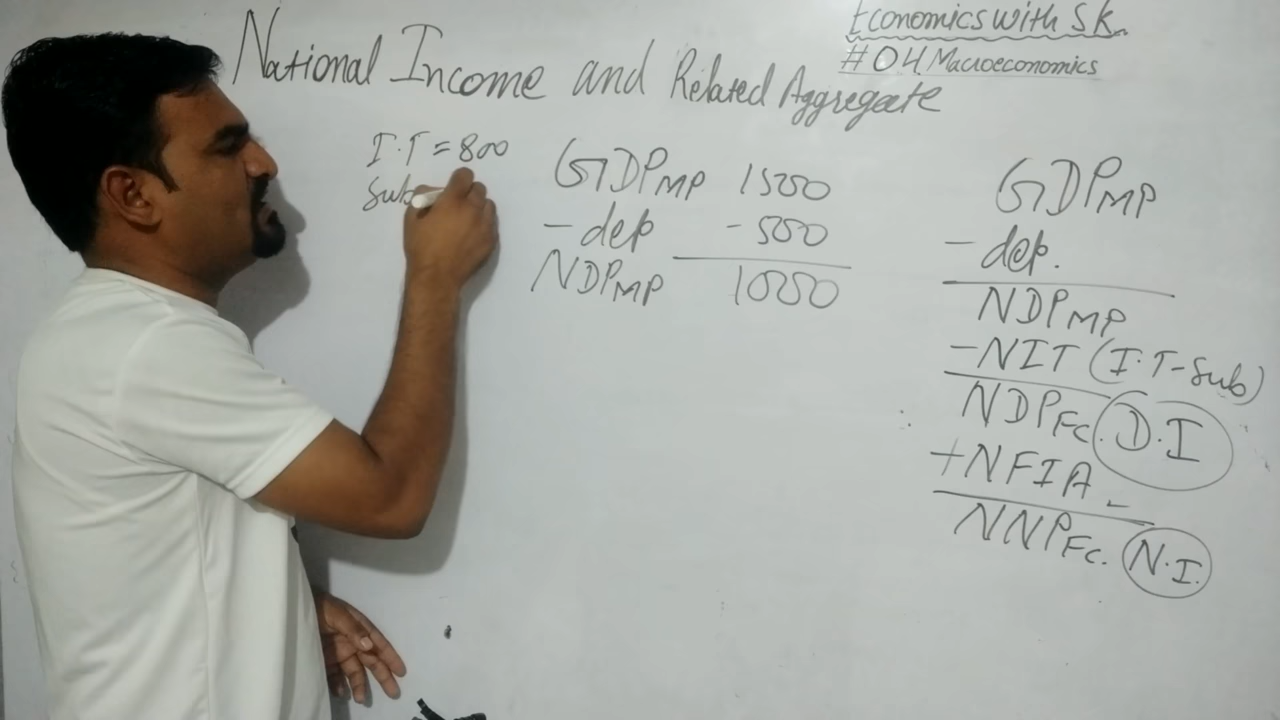 Economics with S.K.
#04 Macroeconomics
National Income and Related Aggregate
I.T = 800
Sub
GDPMP 1500
- dep - 500
NDPMP 1000
GDPMP
- dep.
NDPMP
- NIT (I.T - Sub)
NDPFC. D.I
+ NFIA
NNPFC. N.I.